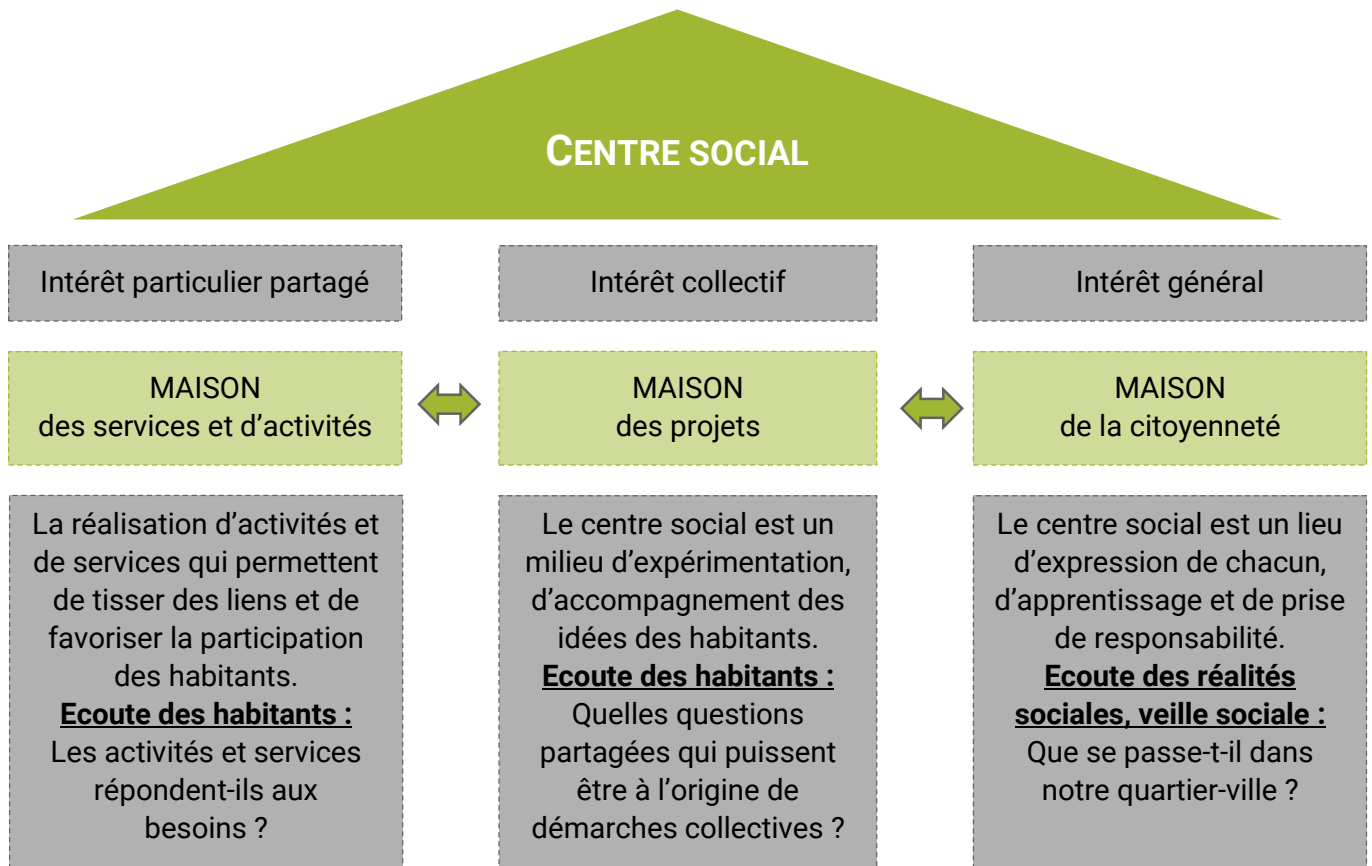 CENTRE SOCIAL
Intérêt particulier partagé
Intérêt collectif
Intérêt général
MAISON
des services et d’activités
MAISON
des projets
MAISON
de la citoyenneté
La réalisation d’activités et
de services qui permettent
de tisser des liens et de
favoriser la participation
des habitants.
Ecoute des habitants :
Les activités et services
répondent-ils aux
besoins ?
Le centre social est un
milieu d’expérimentation,
d’accompagnement des
idées des habitants.
Ecoute des habitants :
Quelles questions
partagées qui puissent
être à l’origine de
démarches collectives ?
Le centre social est un lieu
d’expression de chacun,
d’apprentissage et de prise
de responsabilité.
Ecoute des réalités
sociales, veille sociale :
Que se passe-t-il dans
notre quartier-ville ?